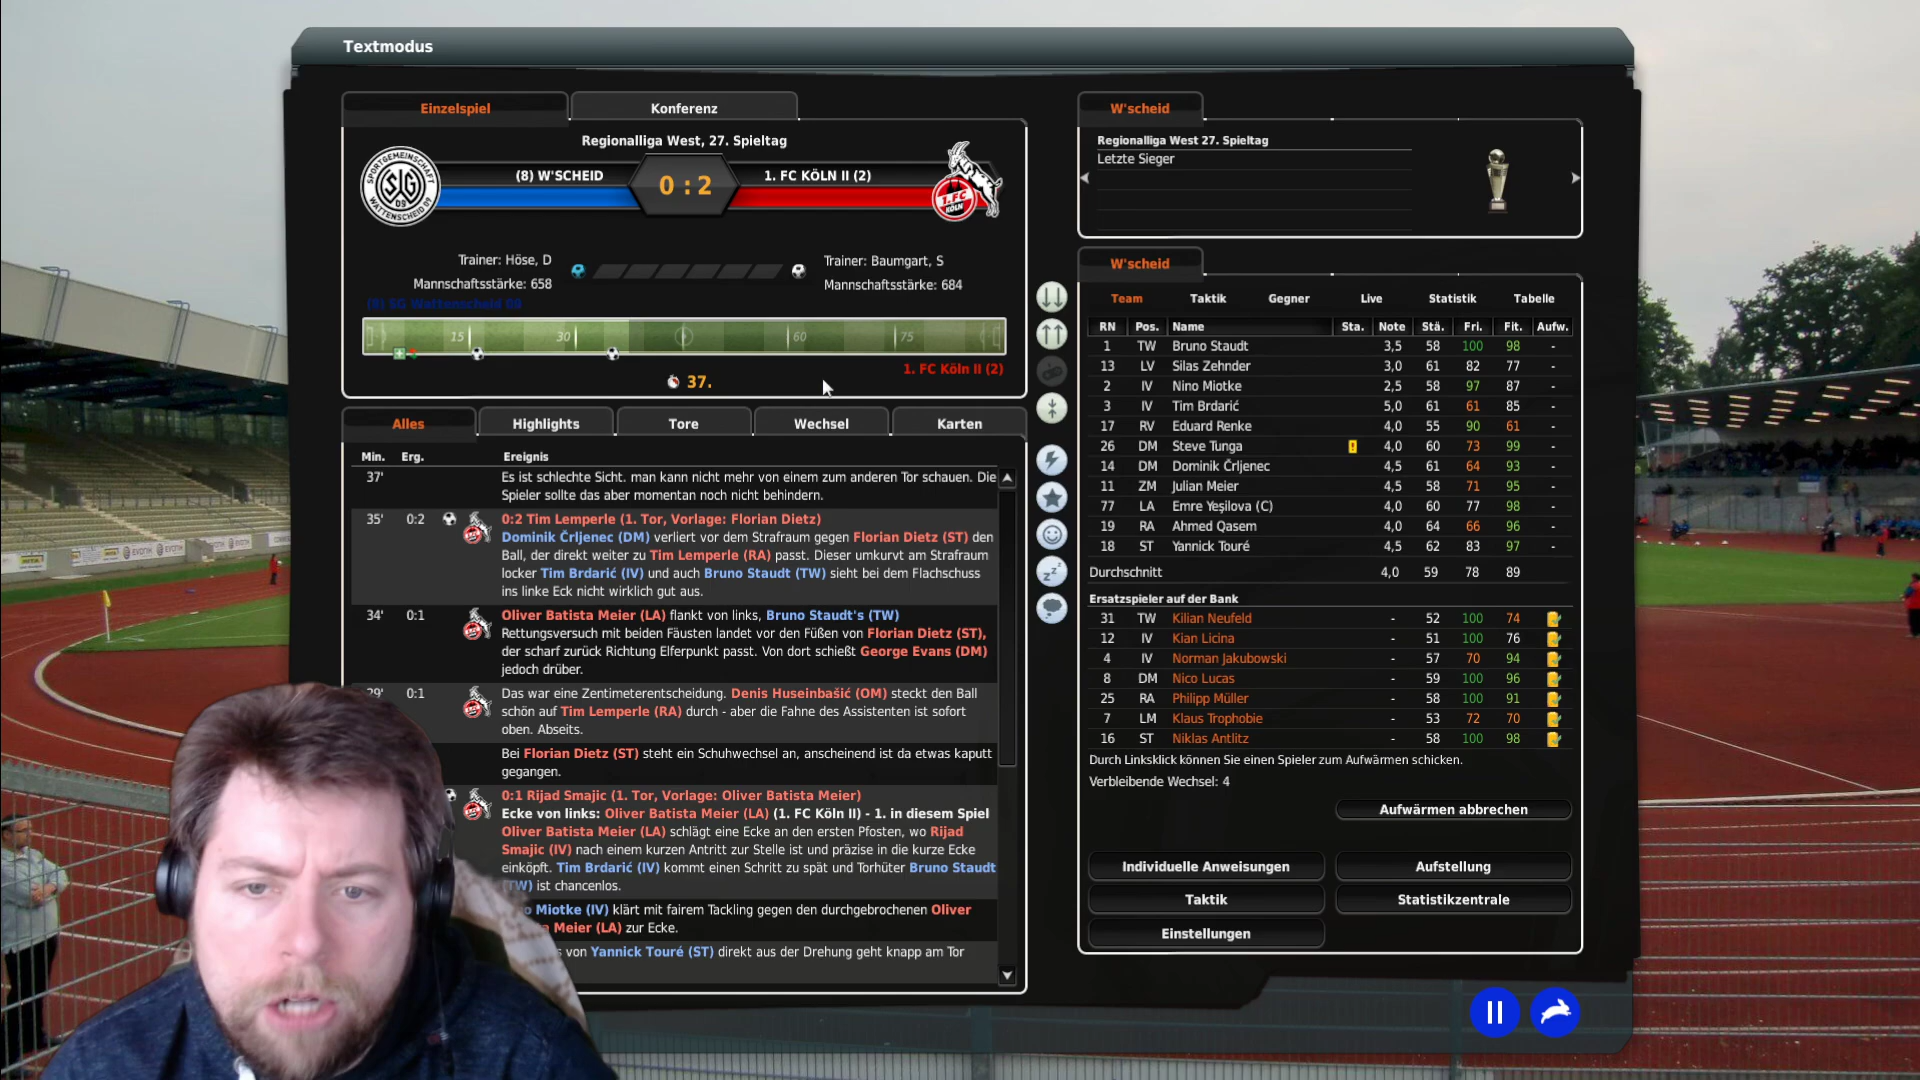 Textmodus
Einzelspiel
Konferenz
Regionalliga West, 27. Spieltag
(8) W'SCHEID
0 : 2
1. FC KÖLN II (2)
Trainer: Höse, D
Trainer: Baumgart, S
Mannschaftsstärke: 658
Mannschaftsstärke: 684
(8) SG Wattenscheid 09
15
30
60
75
1. FC Köln II (2)
37.
Alles
Highlights
Tore
Wechsel
Karten
Min.
Erg.
Ereignis
37'
Es ist schlechte Sicht. man kann nicht mehr von einem zum anderen Tor schauen. Die
Spieler sollte das aber momentan noch nicht behindern.
35' 0:2 0:2 Tim Lemperle (1. Tor, Vorlage: Florian Dietz)
Dominik Črljenec (DM) verliert vor dem Strafraum gegen Florian Dietz (ST) den
Ball, der direkt weiter zu Tim Lemperle (RA) passt. Dieser umkurvt am Strafraum
locker Tim Brdarić (IV) und auch Bruno Staudt (TW) sieht bei dem Flachschuss
ins linke Eck nicht wirklich gut aus.
34' 0:1 Oliver Batista Meier (LA) flankt von links, Bruno Staudt's (TW)
Rettungsversuch mit beiden Fäusten landet vor den Füßen von Florian Dietz (ST),
der scharf zurück Richtung Elferpunkt passt. Von dort schießt George Evans (DM)
jedoch drüber.
29' 0:1 Das war eine Zentimeterentscheidung. Denis Huseinbašić (OM) steckt den Ball
schön auf Tim Lemperle (RA) durch - aber die Fahne des Assistenten ist sofort
oben. Abseits.
Bei Florian Dietz (ST) steht ein Schuhwechsel an, anscheinend ist da etwas kaputt
gegangen.
0:1 Rijad Smajic (1. Tor, Vorlage: Oliver Batista Meier)
Ecke von links: Oliver Batista Meier (LA) (1. FC Köln II) - 1. in diesem Spiel
Oliver Batista Meier (LA) schlägt eine Ecke an den ersten Pfosten, wo Rijad
Smajic (IV) nach einem kurzen Antritt zur Stelle ist und präzise in die kurze Ecke
einköpft. Tim Brdarić (IV) kommt einen Schritt zu spät und Torhüter Bruno Staudt
(TW) ist chancenlos.
Miotke (IV) klärt mit fairem Tackling gegen den durchgebrochenen Oliver
Meier (LA) zur Ecke.
von Yannick Touré (ST) direkt aus der Drehung geht knapp am Tor
W'scheid
Regionalliga West 27. Spieltag
Letzte Sieger
W'scheid
Team
Taktik
Gegner
Live
Statistik
Tabelle
RN Pos. Name Sta. Note Stä. Fri. Fit. Aufw.
1 TW Bruno Staudt 3,5 58 100 98 -
13 LV Silas Zehnder 3,0 61 82 77 -
2 IV Nino Miotke 2,5 58 97 87 -
3 IV Tim Brdarić 5,0 61 61 85 -
17 RV Eduard Renke 4,0 55 90 61 -
26 DM Steve Tunga 4,0 60 73 99 -
14 DM Dominik Črljenec 4,5 61 64 93 -
11 ZM Julian Meier 4,5 58 71 95 -
77 LA Emre Yeşilova (C) 4,0 60 77 98 -
19 RA Ahmed Qasem 4,0 64 66 96 -
18 ST Yannick Touré 4,5 62 83 97 -
Durchschnitt 4,0 59 78 89
Ersatzspieler auf der Bank
31 TW Kilian Neufeld - 52 100 74
12 IV Kian Licina - 51 100 76
4 IV Norman Jakubowski - 57 70 94
8 DM Nico Lucas - 59 100 96
25 RA Philipp Müller - 58 100 91
7 LM Klaus Trophobie - 53 72 70
16 ST Niklas Antlitz - 58 100 98
Durch Linksklick können Sie einen Spieler zum Aufwärmen schicken.
Verbleibende Wechsel: 4
Aufwärmen abbrechen
Individuelle Anweisungen
Aufstellung
Taktik
Statistikzentrale
Einstellungen